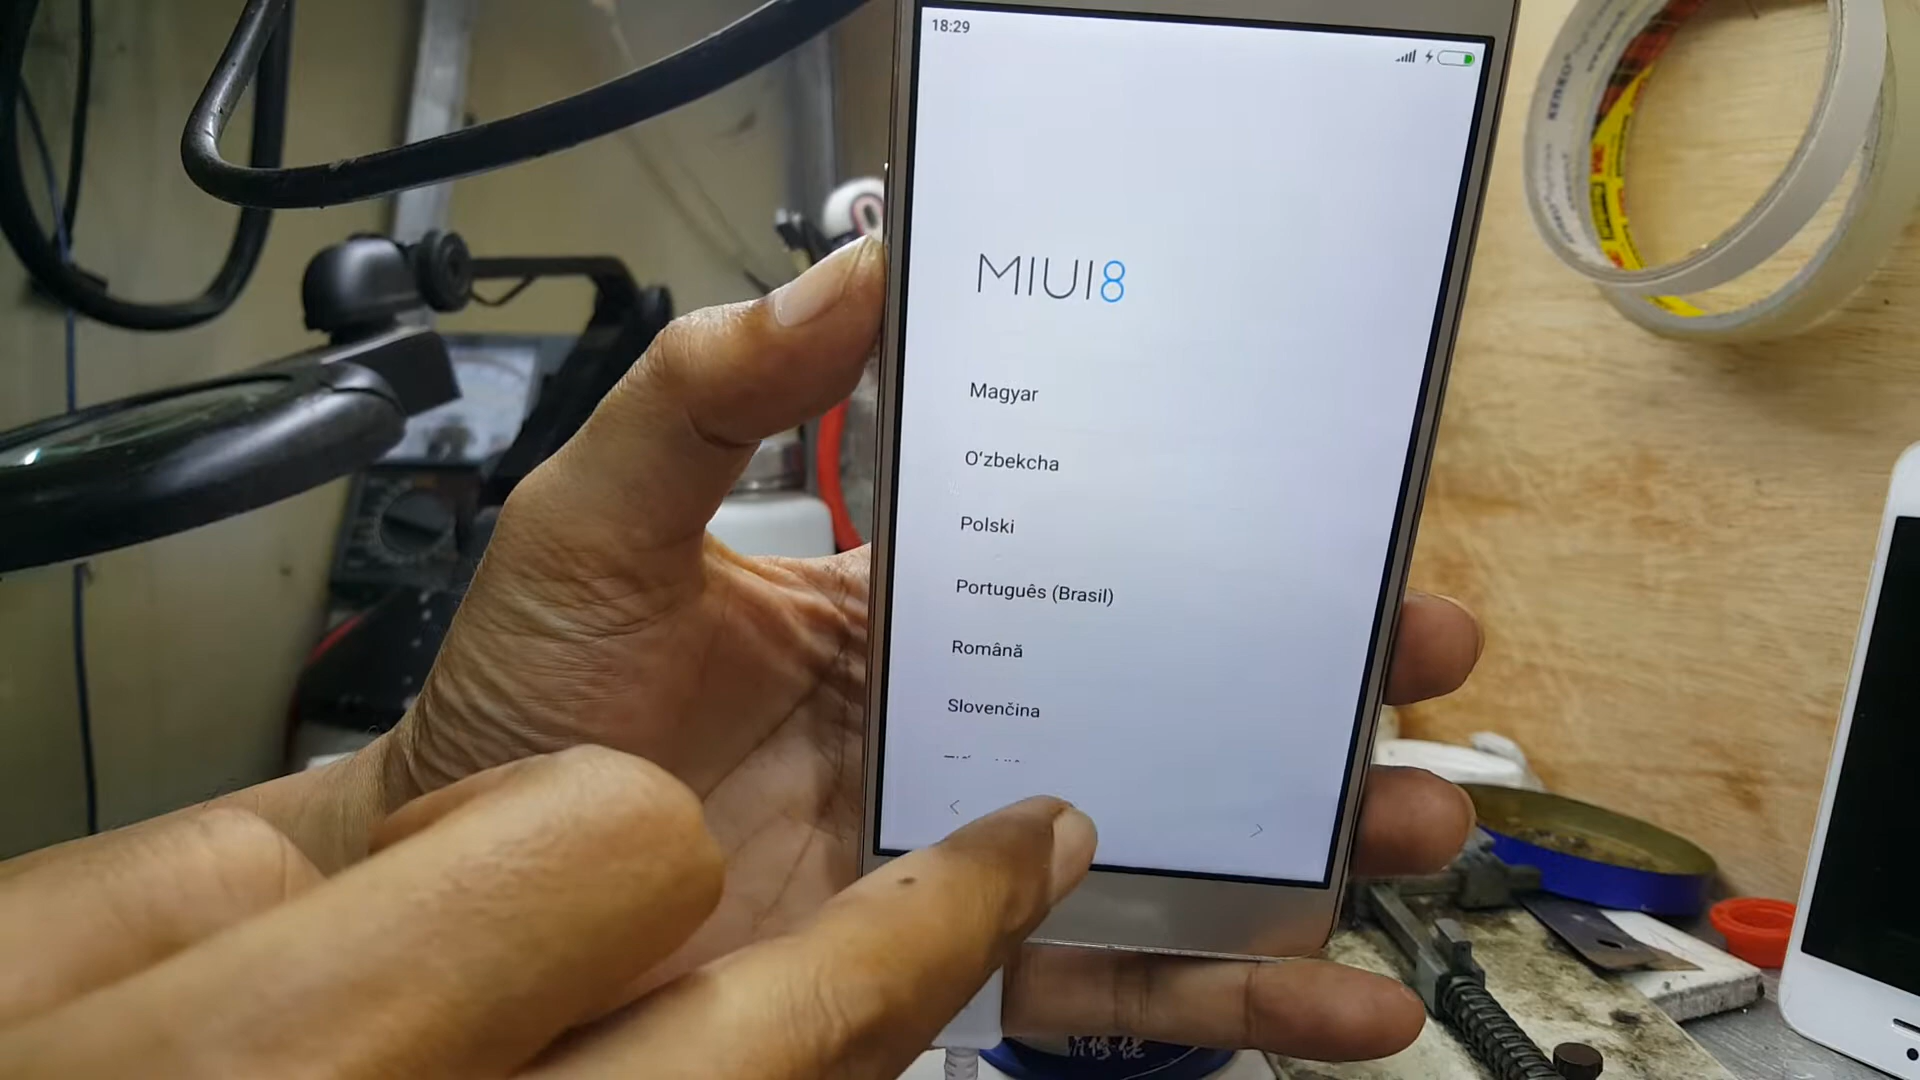 18:29
MIUI8
Magyar
O‘zbekcha
Polski
Português (Brasil)
Română
Slovenčina